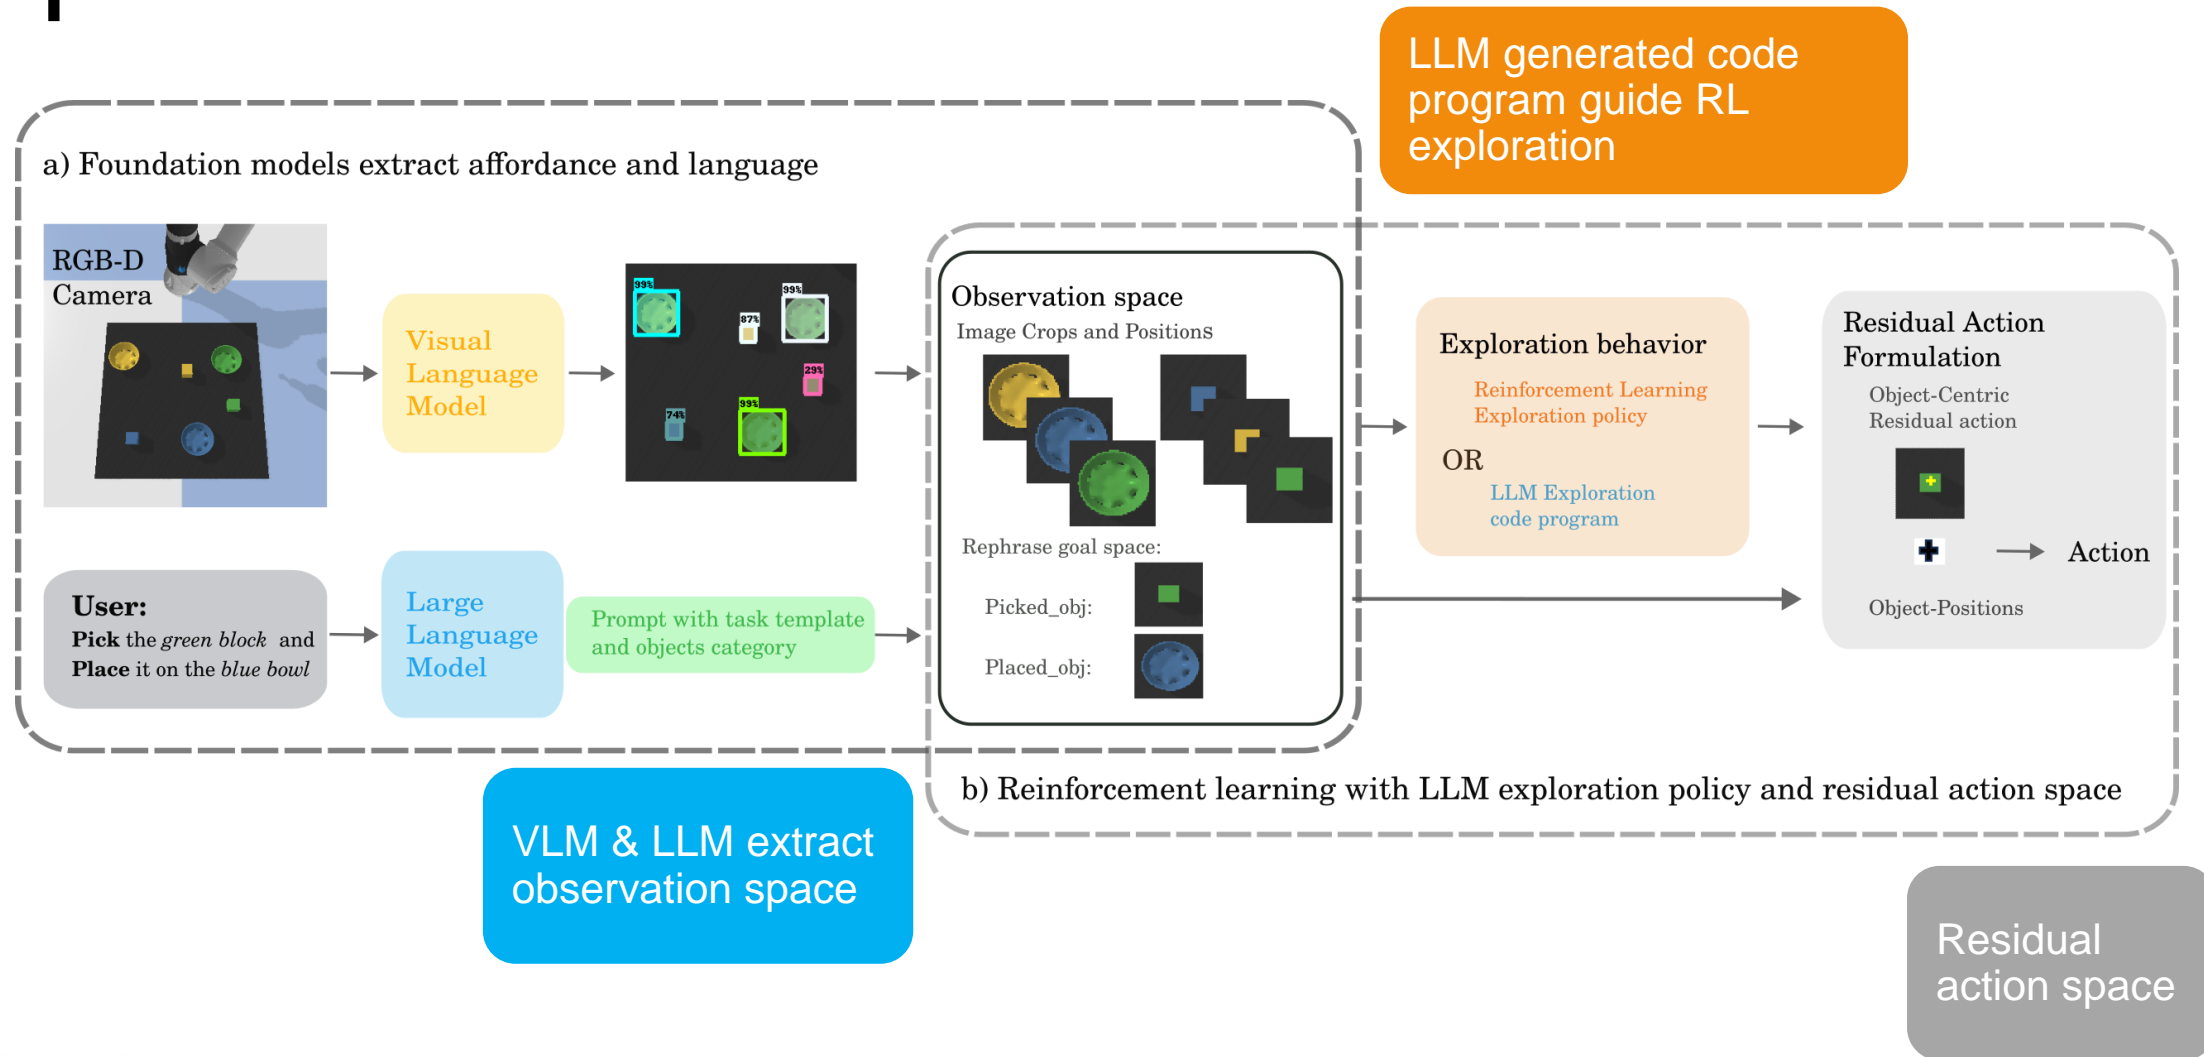 LLM generated code
program guide RL
exploration
a) Foundation models extract affordance and language
RGB-D
Camera
Visual
Language
Model
99%
99%
87%
29%
74%
99%
User:
Pick the green block and
Place it on the blue bowl
Large
Language
Model
Prompt with task template
and objects category
Observation space
Image Crops and Positions
Rephrase goal space:
Picked_obj:
Placed_obj:
Exploration behavior
Reinforcement Learning
Exploration policy
OR
LLM Exploration
code program
Residual Action
Formulation
Object-Centric
Residual action
Action
Object-Positions
b) Reinforcement learning with LLM exploration policy and residual action space
VLM & LLM extract
observation space
Residual
action space